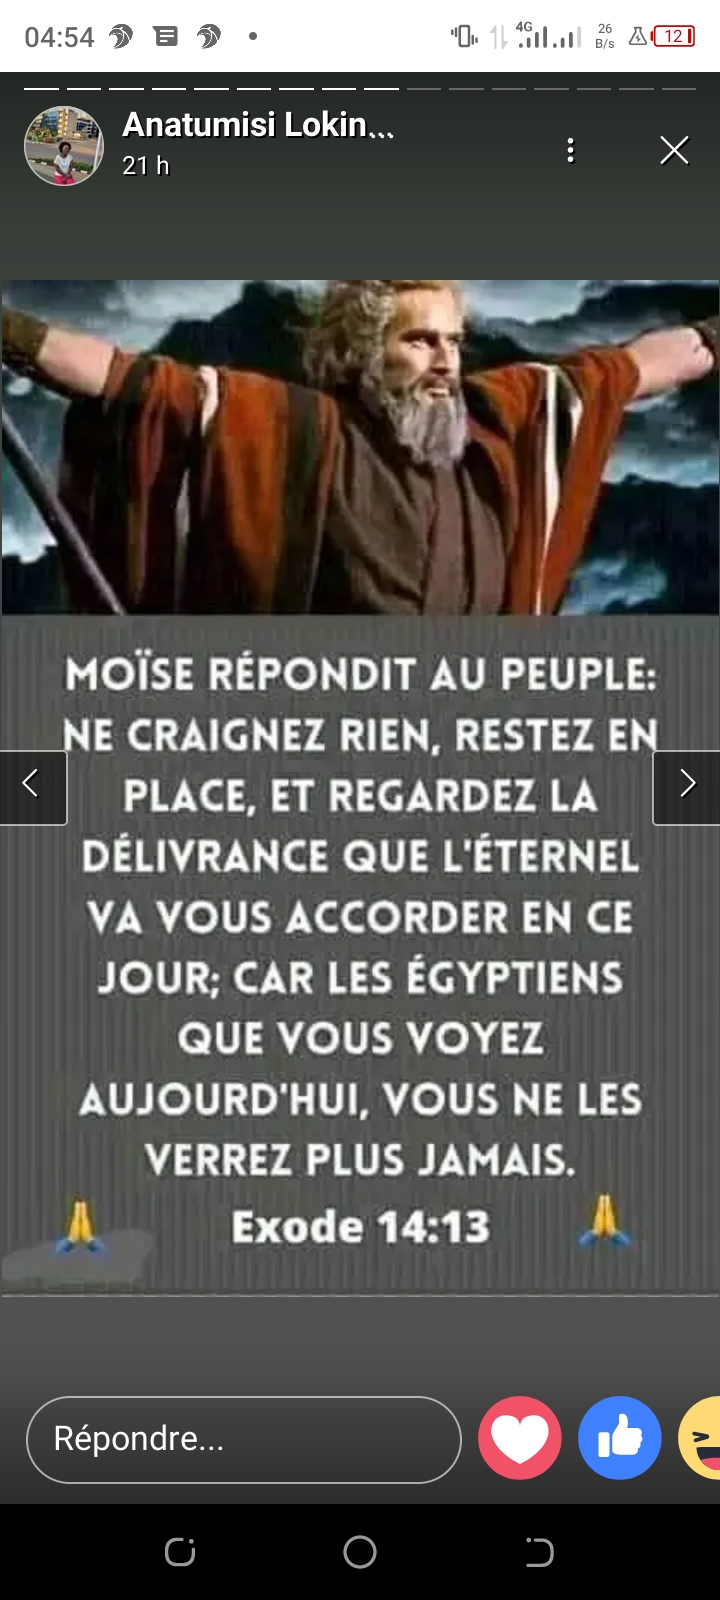 04:54
4G
26
B/s
12
Anatumisi Lokin...
21 h
MOÏSE RÉPONDIT AU PEUPLE:
NE CRAIGNEZ RIEN, RESTEZ EN
PLACE, ET REGARDEZ LA
DÉLIVRANCE QUE L'ÉTERNEL
VA VOUS ACCORDER EN CE
JOUR; CAR LES ÉGYPTIENS
QUE VOUS VOYEZ
AUJOURD'HUI, VOUS NE LES
VERREZ PLUS JAMAIS.
Exode 14:13
Répondre...